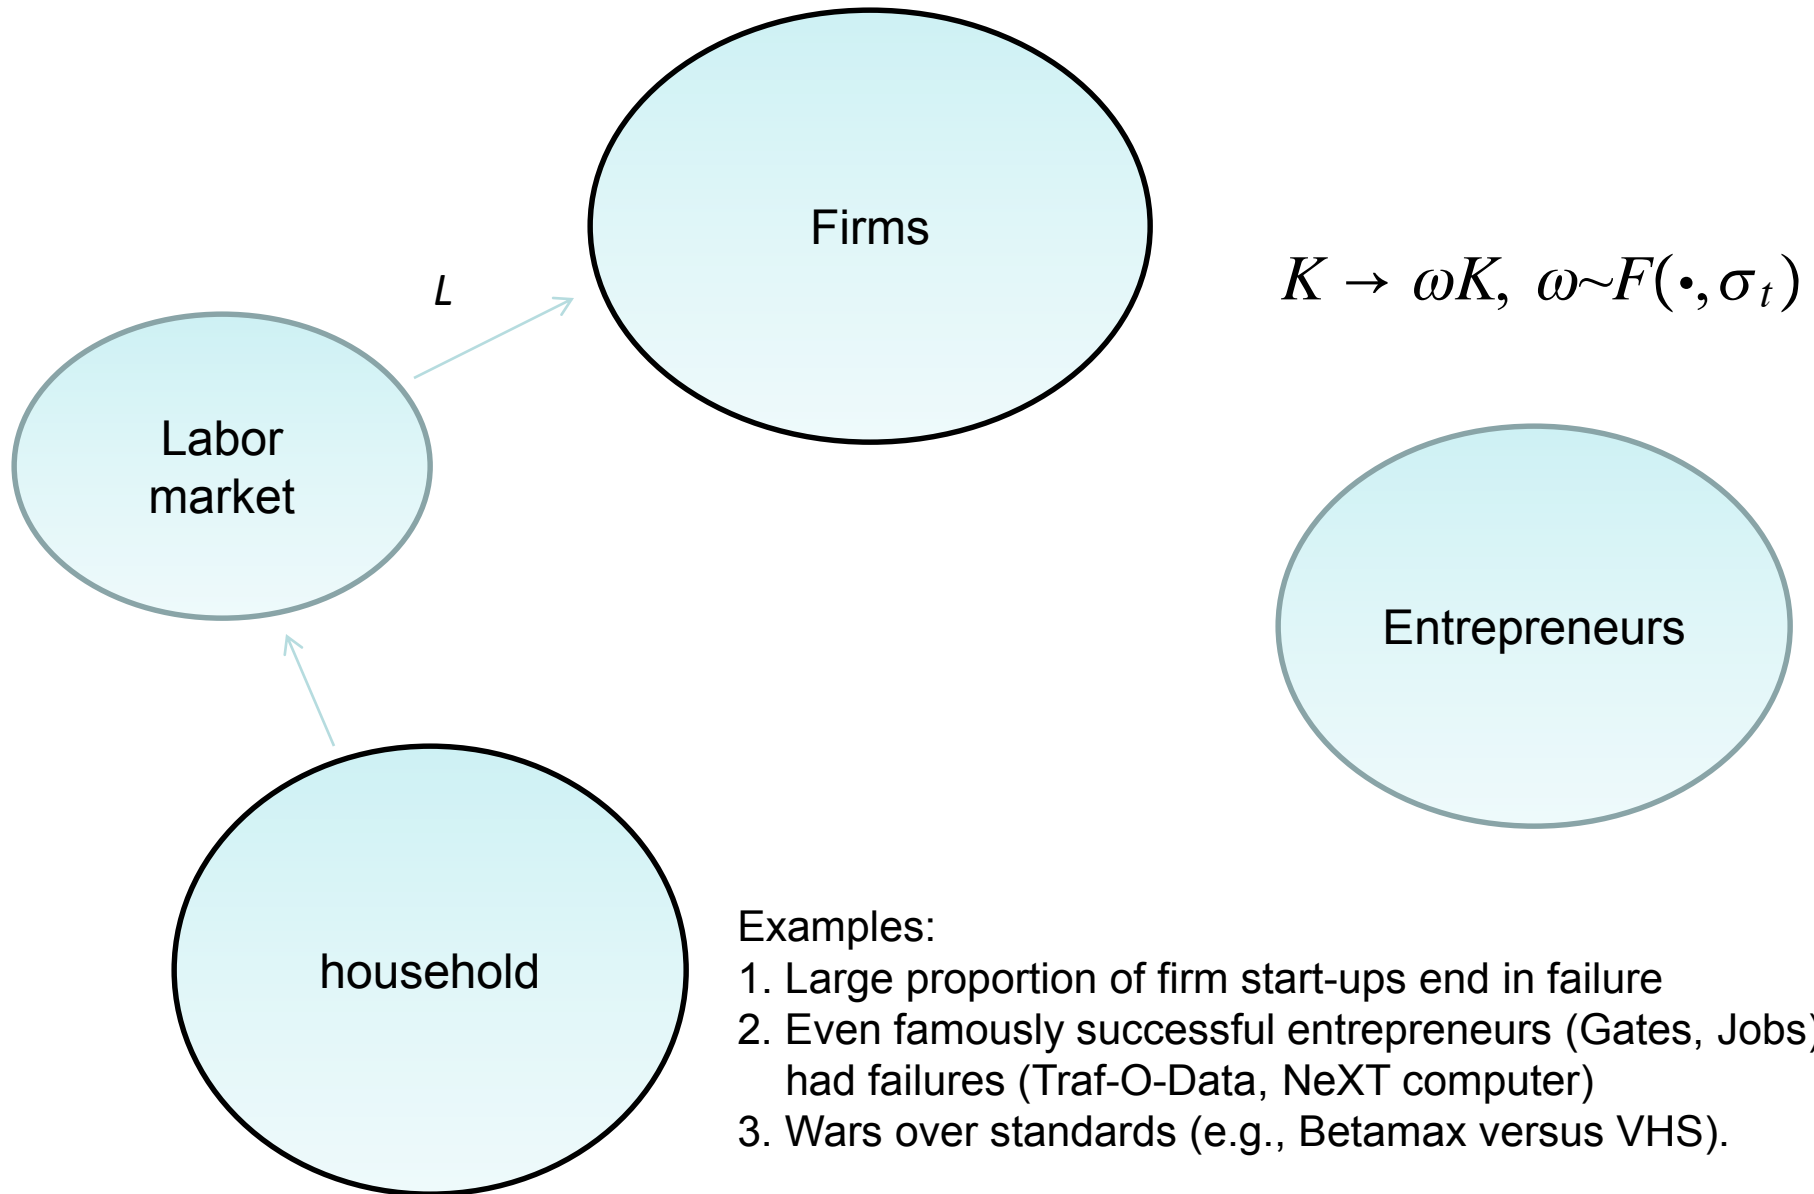 Firms
L
K → ωK, ω~F(•,σ_t)
Labor
market
Entrepreneurs
household
Examples:
1. Large proportion of firm start-ups end in failure
2. Even famously successful entrepreneurs (Gates, Jobs)
had failures (Traf-O-Data, NeXT computer)
3. Wars over standards (e.g., Betamax versus VHS).